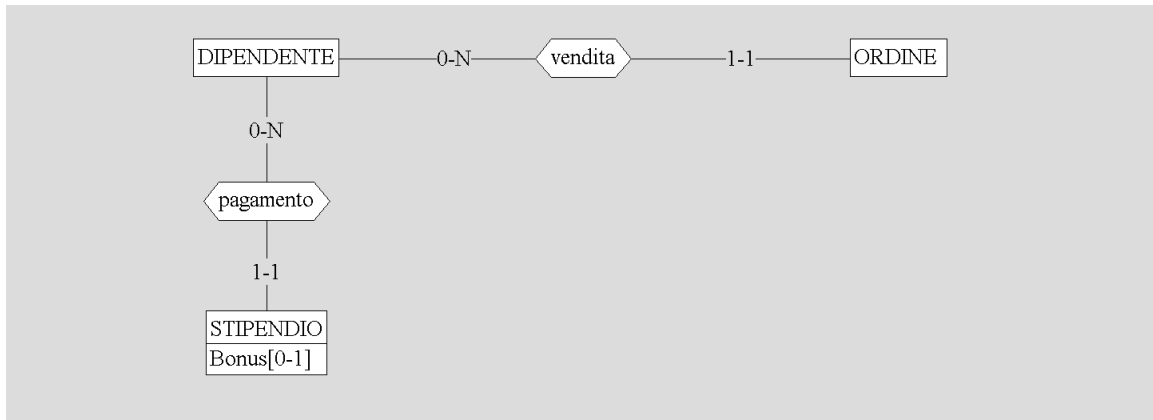 DIPENDENTE 0-N vendita 1-1 ORDINE
0-N
pagamento
1-1
STIPENDIO
Bonus[0-1]